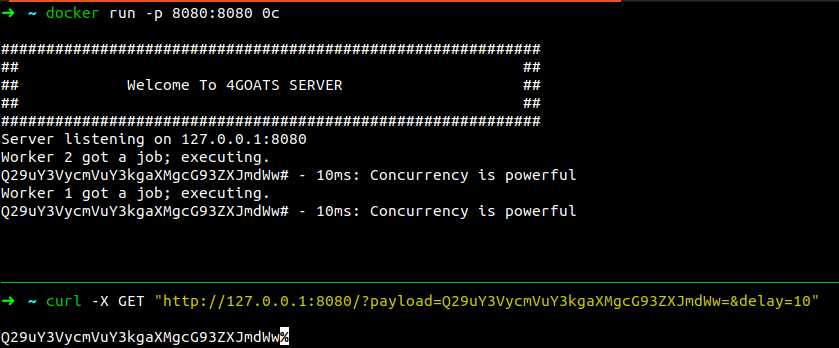 ➜ ~ docker run -p 8080:8080 0c
############################################################
## ##
## Welcome To 4GOATS SERVER ##
## ##
############################################################
Server listening on 127.0.0.1:8080
Worker 2 got a job; executing.
Q29uY3VycmVuY3kgaXMgcG93ZXJmdWw# - 10ms: Concurrency is powerful
Worker 1 got a job; executing.
Q29uY3VycmVuY3kgaXMgcG93ZXJmdWw# - 10ms: Concurrency is powerful
➜ ~ curl -X GET "http://127.0.0.1:8080/?payload=Q29uY3VycmVuY3kgaXMgcG93ZXJmdWw=&delay=10"
Q29uY3VycmVuY3kgaXMgcG93ZXJmdWw%